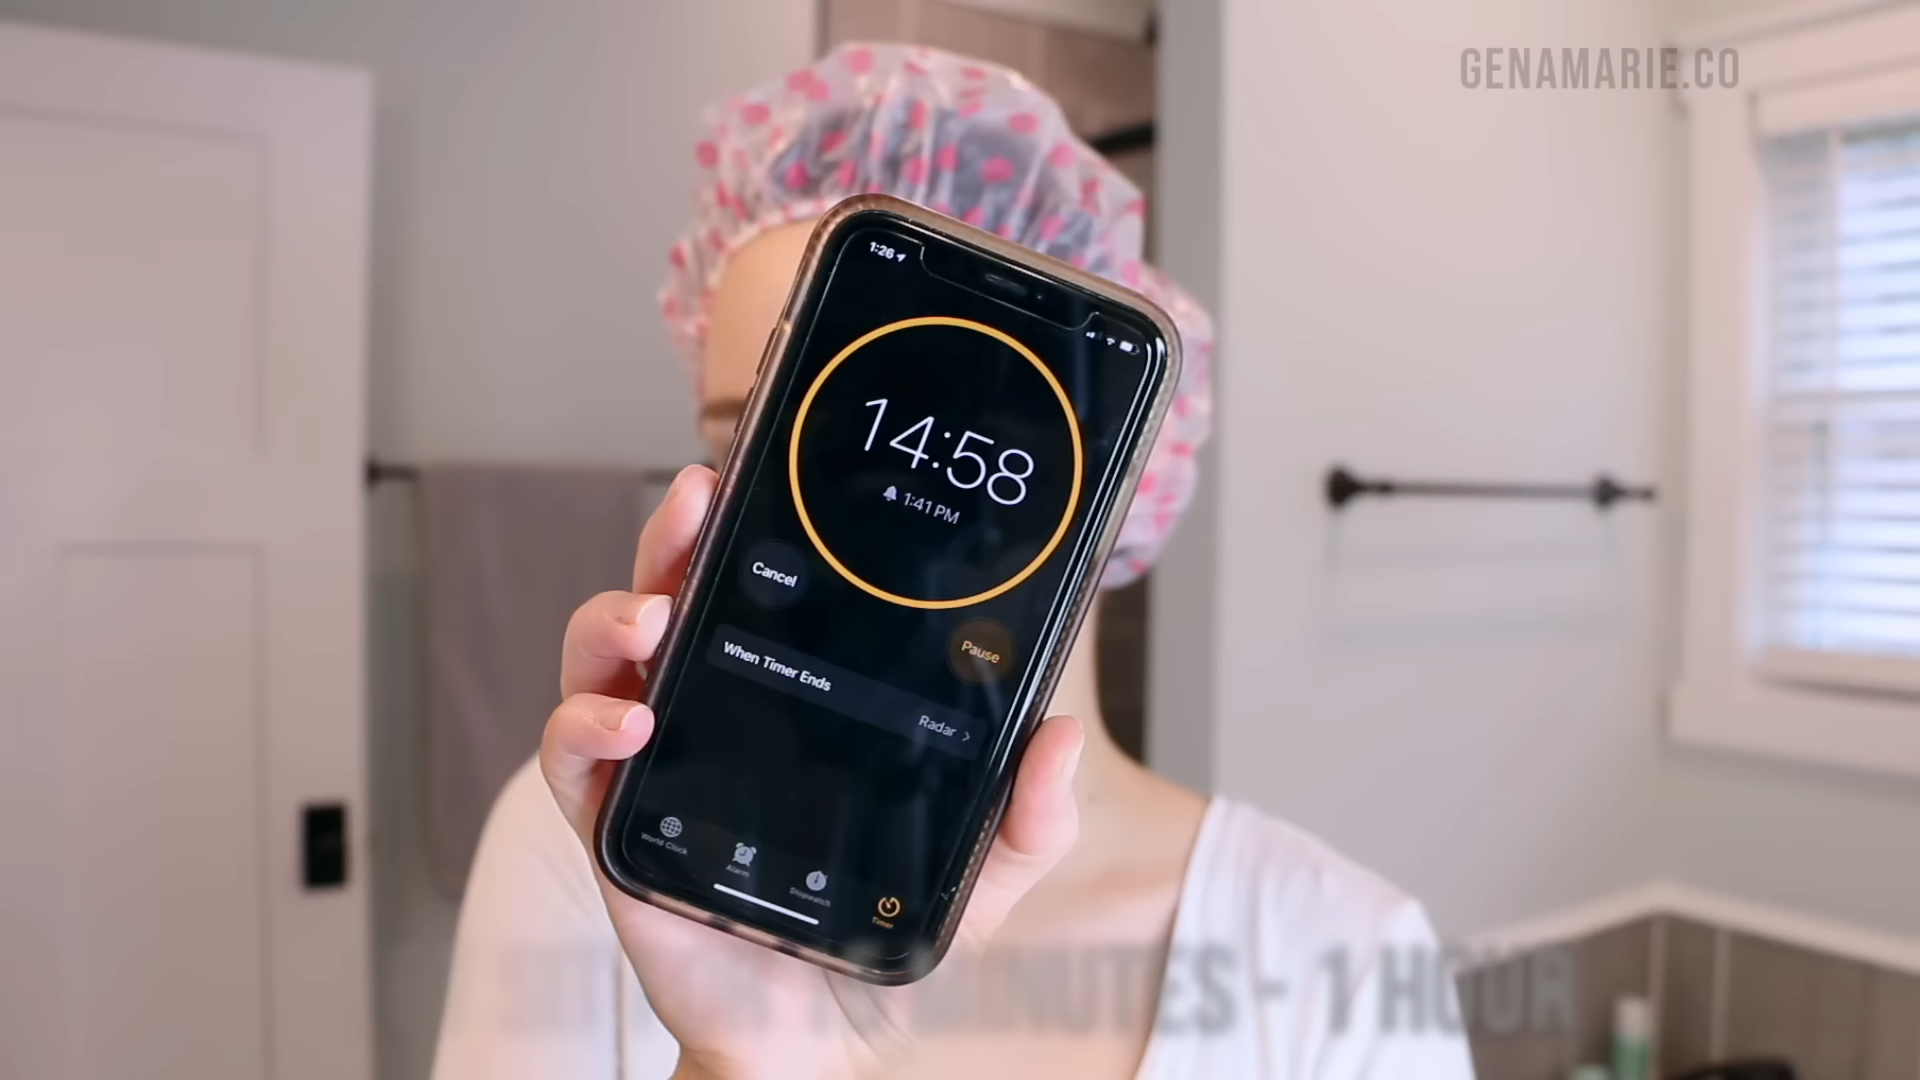 GENAMARIE.CO
1:26
14:58
1:41 PM
Cancel
Pause
When Timer Ends
Radar >
World Clock
Alarm
Stopwatch
Timer
MINUTES - 1 HOUR